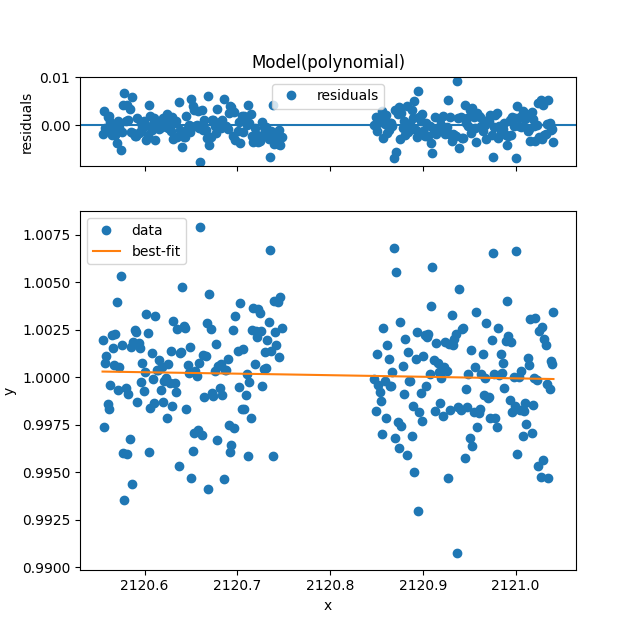 Model(polynomial)
0.01
0.00
residuals
residuals
1.0075
1.0050
1.0025
1.0000
0.9975
0.9950
0.9925
0.9900
y
data
best-fit
2120.6 2120.7 2120.8 2120.9 2121.0
x